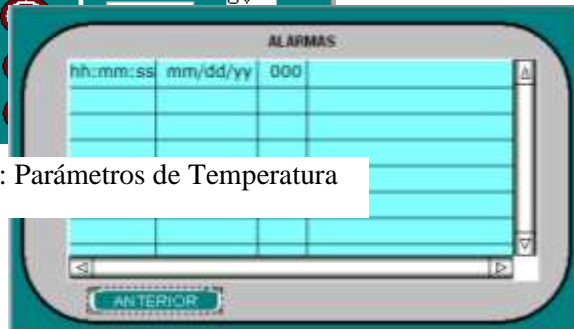 ALARMAS
hh:mm:ss mm/dd/yy 000
: Parámetros de Temperatura
ANTERIOR